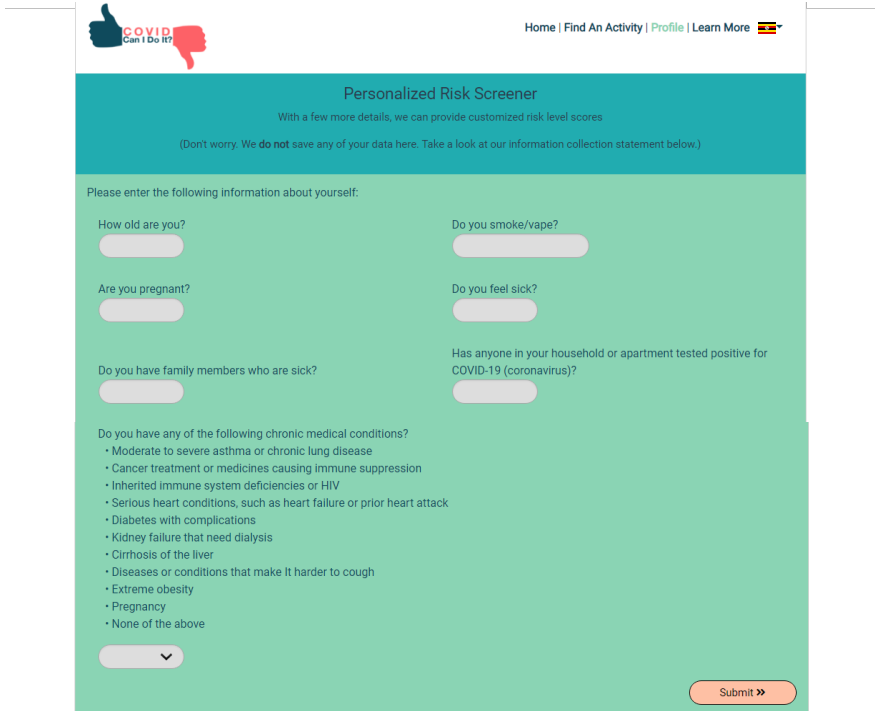 COVID
Can I Do It?
Home | Find An Activity | Profile | Learn More
Personalized Risk Screener
With a few more details, we can provide customized risk level scores
(Don't worry. We do not save any of your data here. Take a look at our information collection statement below.)
Please enter the following information about yourself:
How old are you?
Do you smoke/vape?
Are you pregnant?
Do you feel sick?
Do you have family members who are sick?
Has anyone in your household or apartment tested positive for
COVID-19 (coronavirus)?
Do you have any of the following chronic medical conditions?
• Moderate to severe asthma or chronic lung disease
• Cancer treatment or medicines causing immune suppression
• Inherited immune system deficiencies or HIV
• Serious heart conditions, such as heart failure or prior heart attack
• Diabetes with complications
• Kidney failure that need dialysis
• Cirrhosis of the liver
• Diseases or conditions that make It harder to cough
• Extreme obesity
• Pregnancy
• None of the above
Submit »